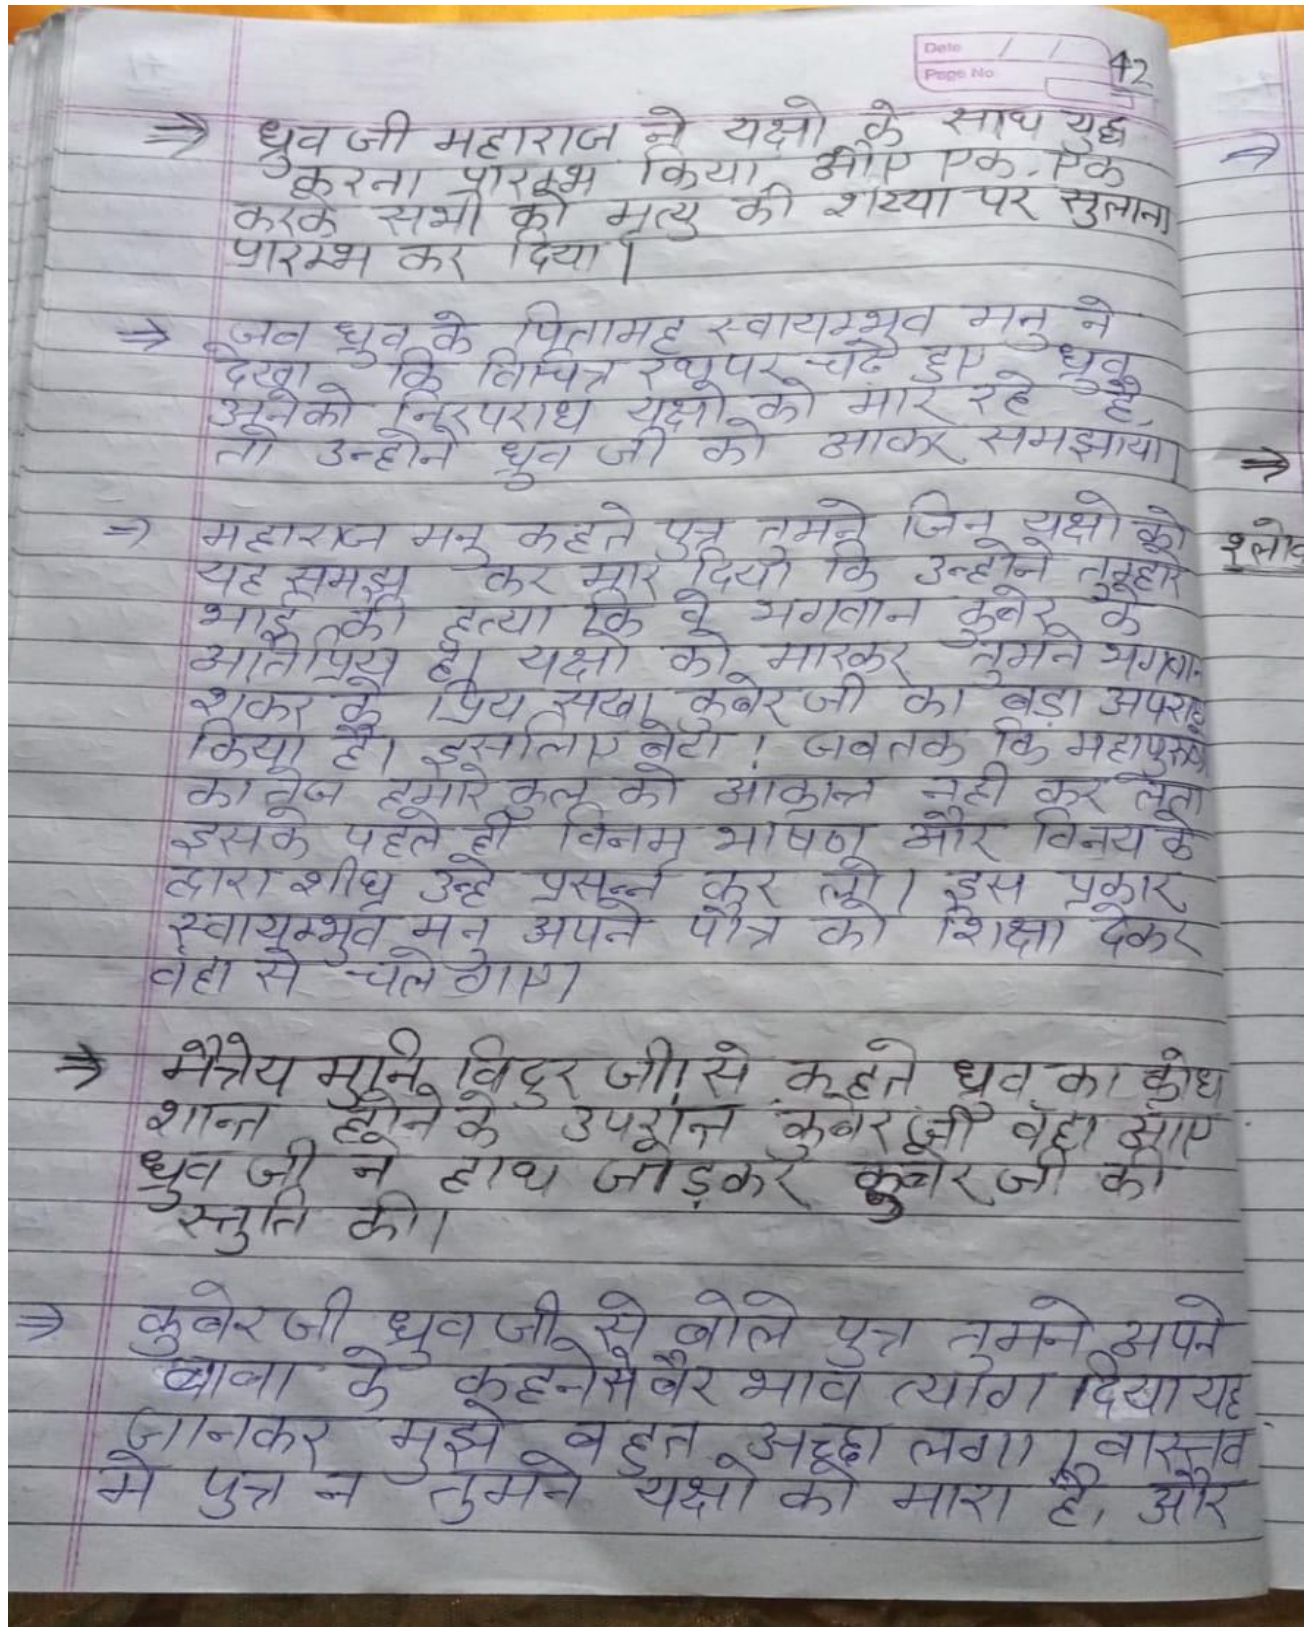 Date / /
Page No
42
⇒ ध्रुव जी महाराज ने यक्षो के साथ युद्ध
करना प्रारम्भ किया और एक-एक
करके सभी को मृत्यु की शय्या पर सुलाना
प्रारम्भ कर दिया।
⇒ जब ध्रुव के पितामह स्वायम्भुव मनु ने
देखा कि विचित्र रथ पर चढे हुए ध्रुव
अनेको निरपराध यक्षो को मार रहे है,
तो उन्होने ध्रुव जी को आकर समझाया।
⇒ महाराज मनु कहते पुत्र तुमने जिन यक्षो को
यह समझ कर मार दिया कि उन्होने तुम्हारे
भाई की हत्या कि वे भगवान कुबेर के
अतिप्रिय है। यक्षो को मारकर तुमने भगवान
शंकर के प्रिय सखा कुबेर जी का बड़ा अपराध
किया है। इसलिए बेटा ! जबतक कि महापुरुषो
का तेज हमारे कुल को आक्रान्त नही कर लेता
इसके पहले ही विनम्र भाषण और विनय के
द्वारा शीघ्र उन्हे प्रसन्न कर लो। इस प्रकार
स्वायम्भुव मनु अपने पौत्र को शिक्षा देकर
वंहा से चले गाए।
⇒ मैत्रेय मुनि विदुर जी! से कहते ध्रुव का क्रोध
शान्त होने के उपरान्त कुबेर जी वंहा आए
ध्रुव जी ने हाथ जोड़कर कुबेर जी की
स्तुति की।
⇒ कुबेर जी ध्रुव जी से बोले पुत्र तुमने अपने
बाबा के कहने से बैर भाव त्याग दिया यह
जानकर मुझे बहुत अच्छा लगा। वास्तव
मे पुत्र न तुमने यक्षो को मारा है, और
⇒
⇒